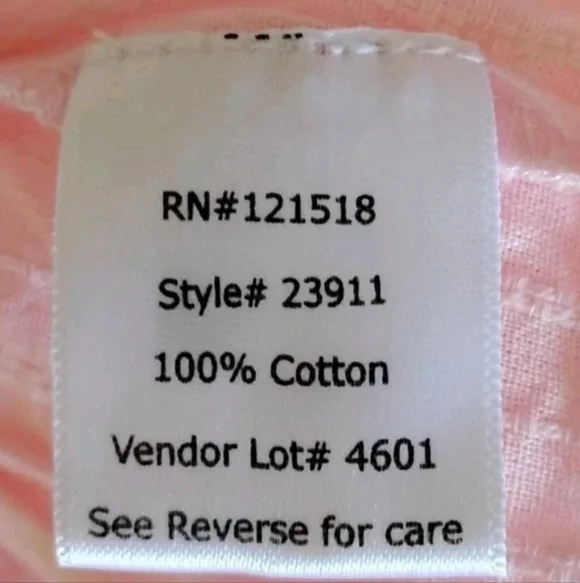 RN#121518
Style# 23911
100% Cotton
Vendor Lot# 4601
See Reverse for care